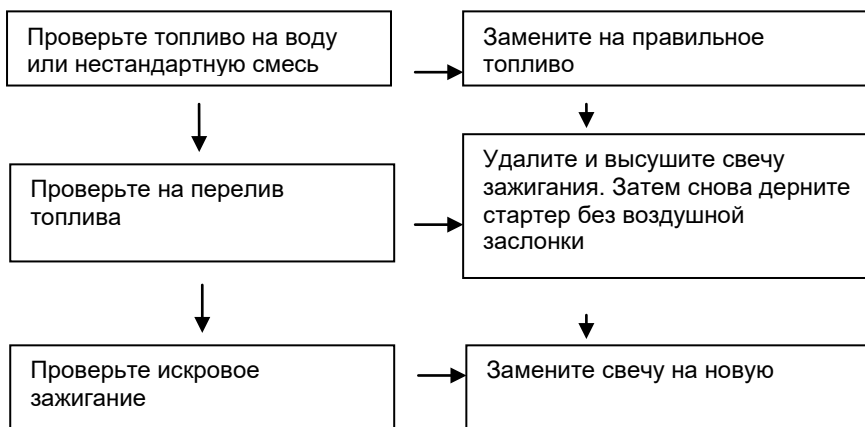 Проверьте топливо на воду
или нестандартную смесь
Замените на правильное
топливо
Проверьте на перелив
топлива
Удалите и высушите свечу
зажигания. Затем снова дерните
стартер без воздушной
заслонки
Проверьте искровое
зажигание
Замените свечу на новую